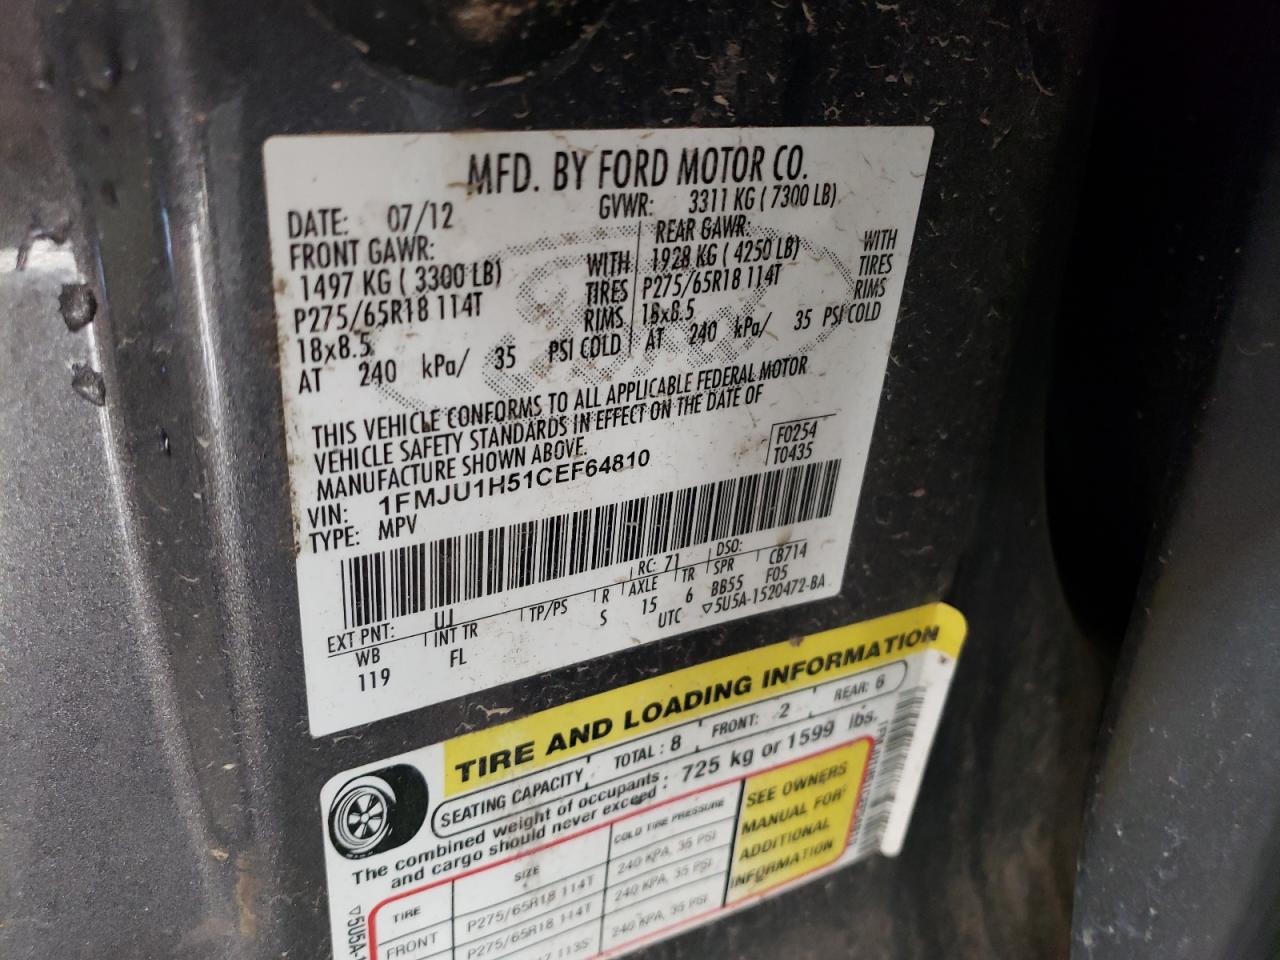 MFD. BY FORD MOTOR CO.
DATE: 07/12 GVWR: 3311 KG ( 7300 LB)
FRONT GAWR: REAR GAWR:
1497 KG ( 3300 LB) WITH 1928 KG ( 4250 LB) WITH
P275/65R18 114T TIRES P275/65R18 114T TIRES
18x8.5 RIMS 18x8.5 RIMS
AT 240 kPa/ 35 PSI COLD AT 240 kPa/ 35 PSI COLD
THIS VEHICLE CONFORMS TO ALL APPLICABLE FEDERAL MOTOR
VEHICLE SAFETY STANDARDS IN EFFECT ON THE DATE OF
MANUFACTURE SHOWN ABOVE.
F0254
T0435
VIN: 1FMJU1H51CEF64810
TYPE: MPV
EXT PNT: UJ RC: 71 DSO:
WB INT TR TP/PS R AXLE TR SPR CB714
119 FL S 15 6 BB55 F05
UTC ▽5U5A-1520472-BA
TIRE AND LOADING INFORMATION
SEATING CAPACITY TOTAL : 8 FRONT: 2 REAR: 6
The combined weight of occupants
and cargo should never exceed : 725 kg or 1599 lbs.
TIRE SIZE COLD TIRE PRESSURE
FRONT P275/65R18 114T 240 KPA, 35 PSI
P275/65R18 114T 240 KPA, 35 PSI
113S 240 KPA, 35 PSI
SEE OWNERS
MANUAL FOR
ADDITIONAL
INFORMATION
▽5U5A-